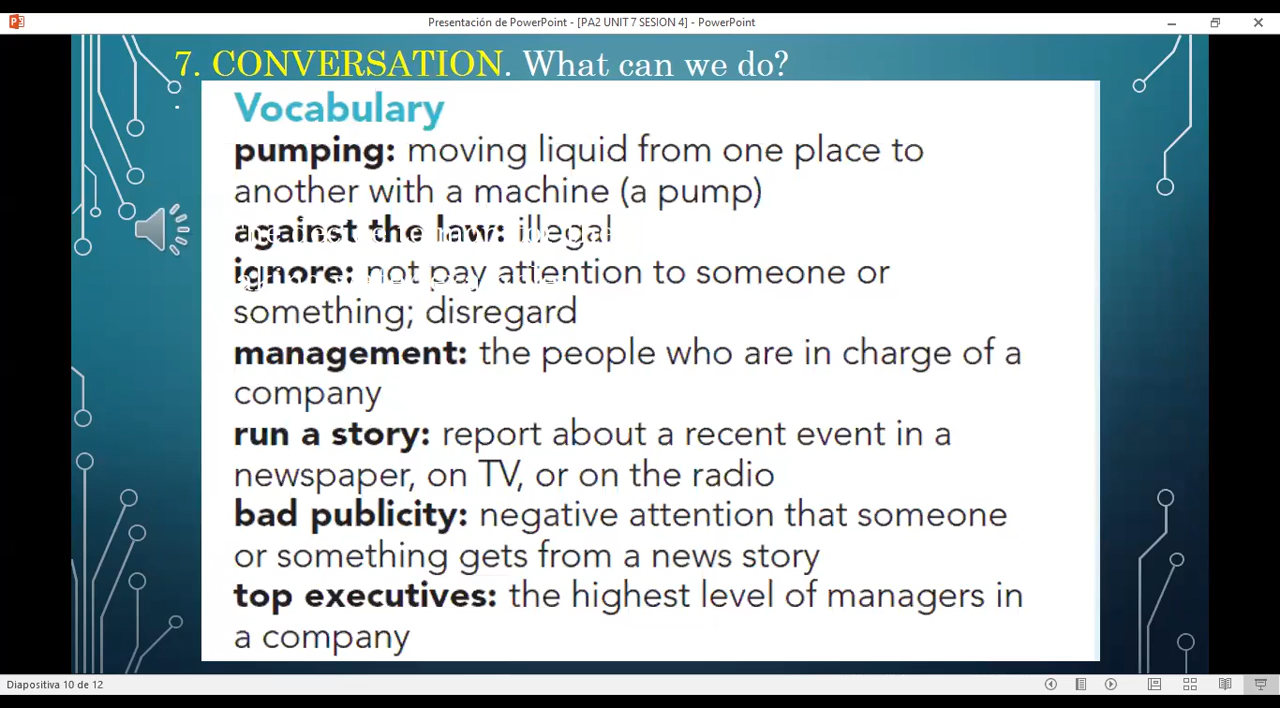 Presentación de PowerPoint - [PA2 UNIT 7 SESION 4] - PowerPoint
7. CONVERSATION. What can we do?
Vocabulary
pumping: moving liquid from one place to
another with a machine (a pump)
against the law: illegal
ignore: not pay attention to someone or
something; disregard
management: the people who are in charge of a
company
run a story: report about a recent event in a
newspaper, on TV, or on the radio
bad publicity: negative attention that someone
or something gets from a news story
top executives: the highest level of managers in
a company
Diapositiva 10 de 12